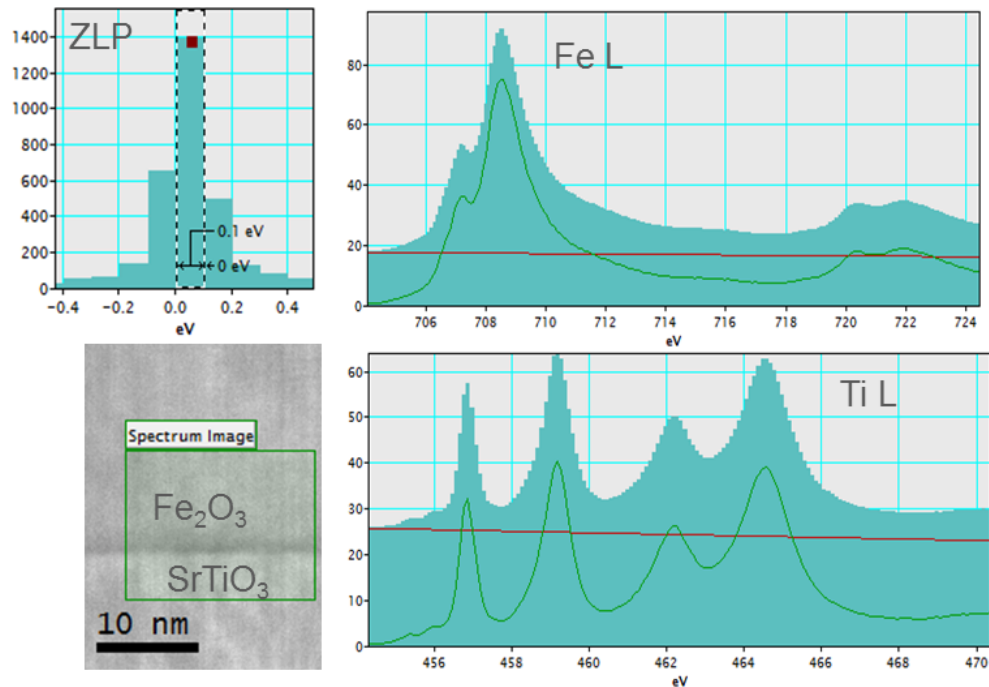 ZLP
1400
1200
1000
800
600
400
200
0
0.1 eV
0 eV
-0.4 -0.2 0.0 0.2 0.4
eV
Fe L
80
60
40
20
0
706 708 710 712 714 716 718 720 722 724
eV
Spectrum Image
Fe₂O₃
SrTiO₃
10 nm
Ti L
60
50
40
30
20
10
0
456 458 460 462 464 466 468 470
eV